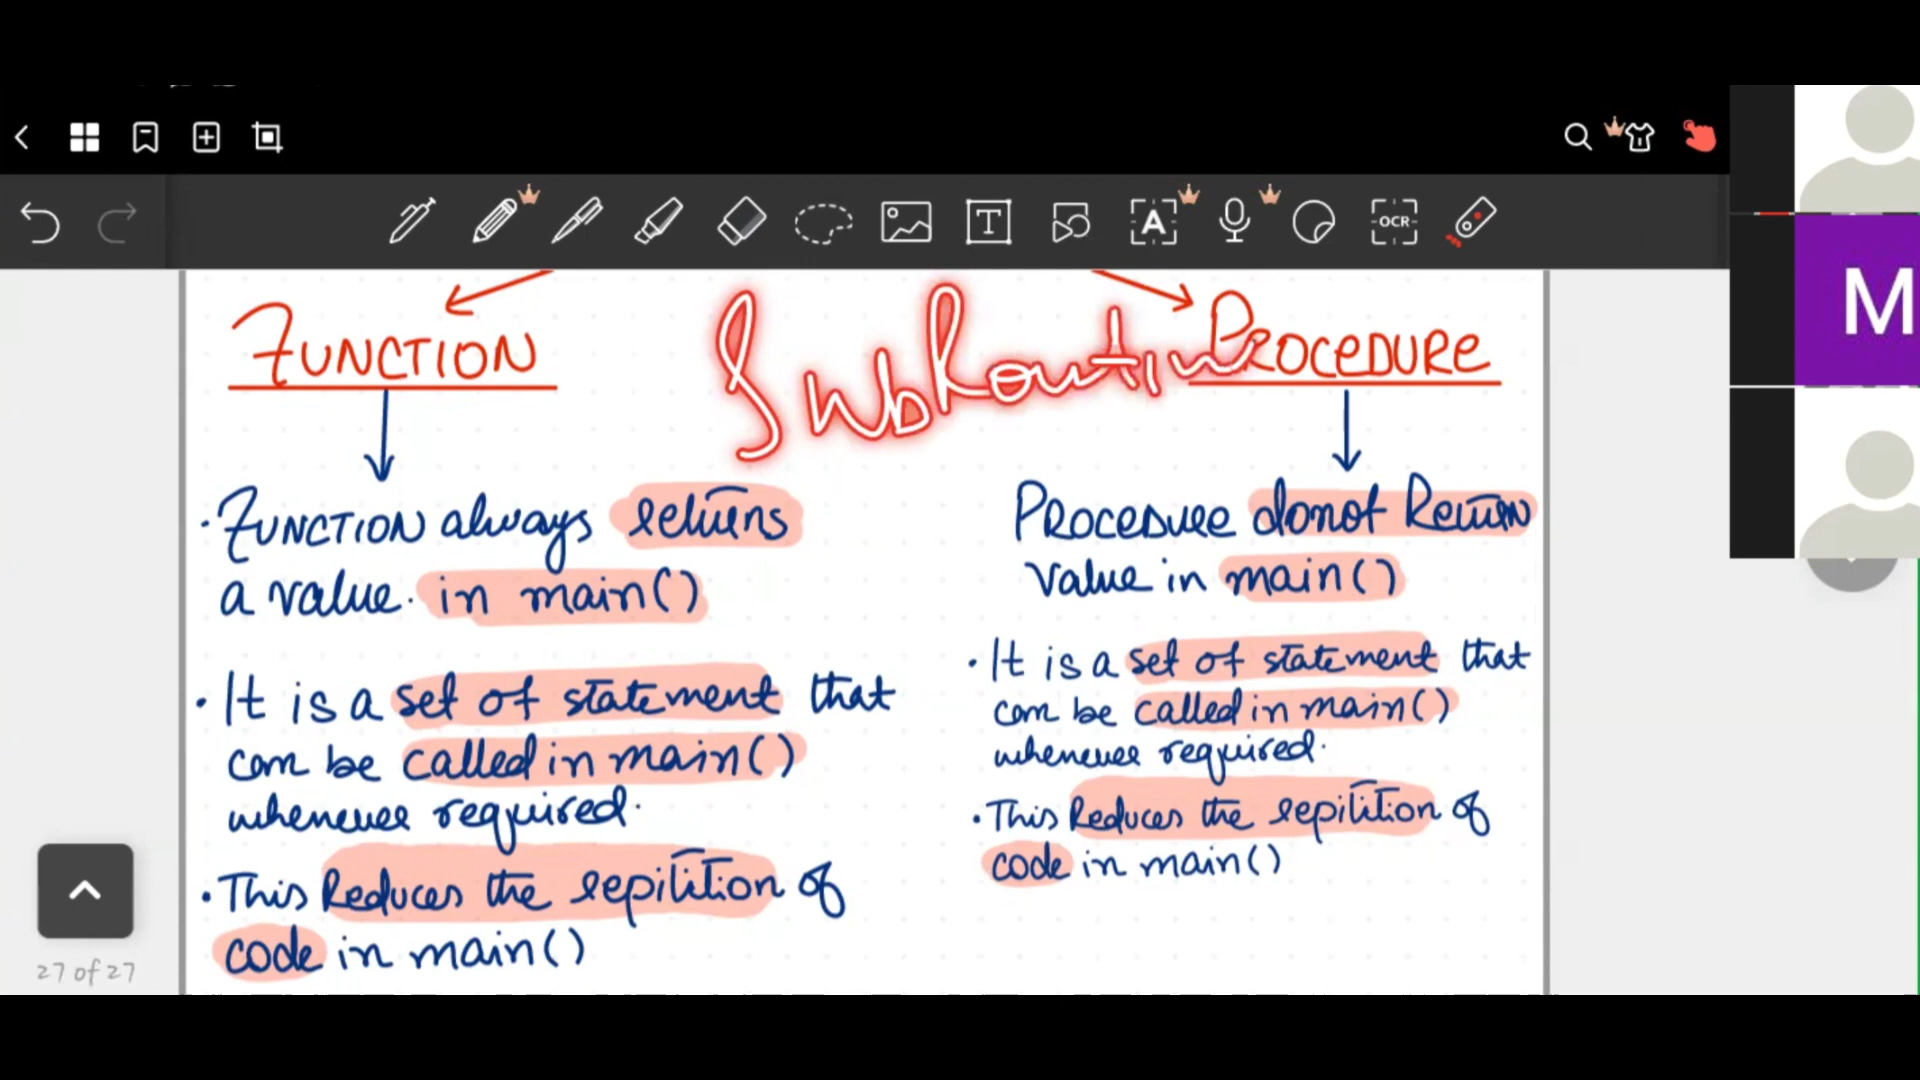 T
A
OCR
M
FUNCTION
SubRoutin
PROCEDURE
· FUNCTION always returns
a value. in main()
· It is a set of statement that
can be called in main()
whenever required.
· This Reduces the repitition of
code in main()
PROCEDURE donot Return
value in main()
· It is a set of statement that
can be called in main()
whenever required.
· This Reduces the repitition of
code in main()
27 of 27